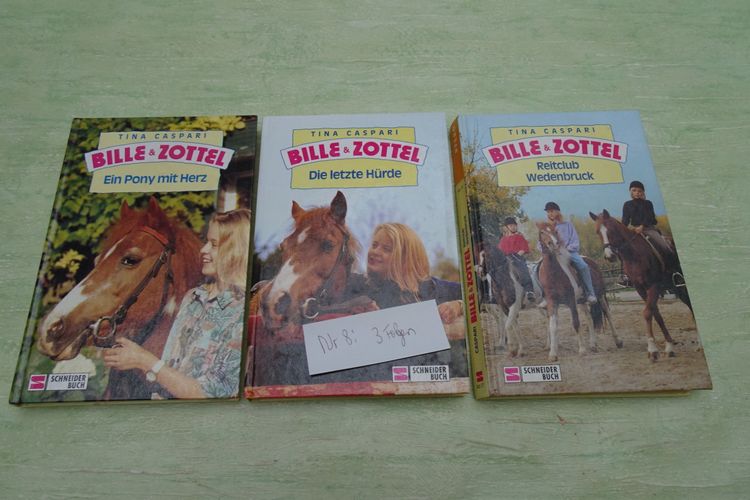 TINA CASPARI
BILLE & ZOTTEL
Ein Pony mit Herz
SCHNEIDER
BUCH
TINA CASPARI
BILLE & ZOTTEL
Die letzte Hürde
Nr 8: 3 Folgen
SCHNEIDER
BUCH
TINA CASPARI
BILLE & ZOTTEL
Reitclub
Wedenbruck
CASPARI BILLE & ZOTTEL
SCHNEIDER
BUCH